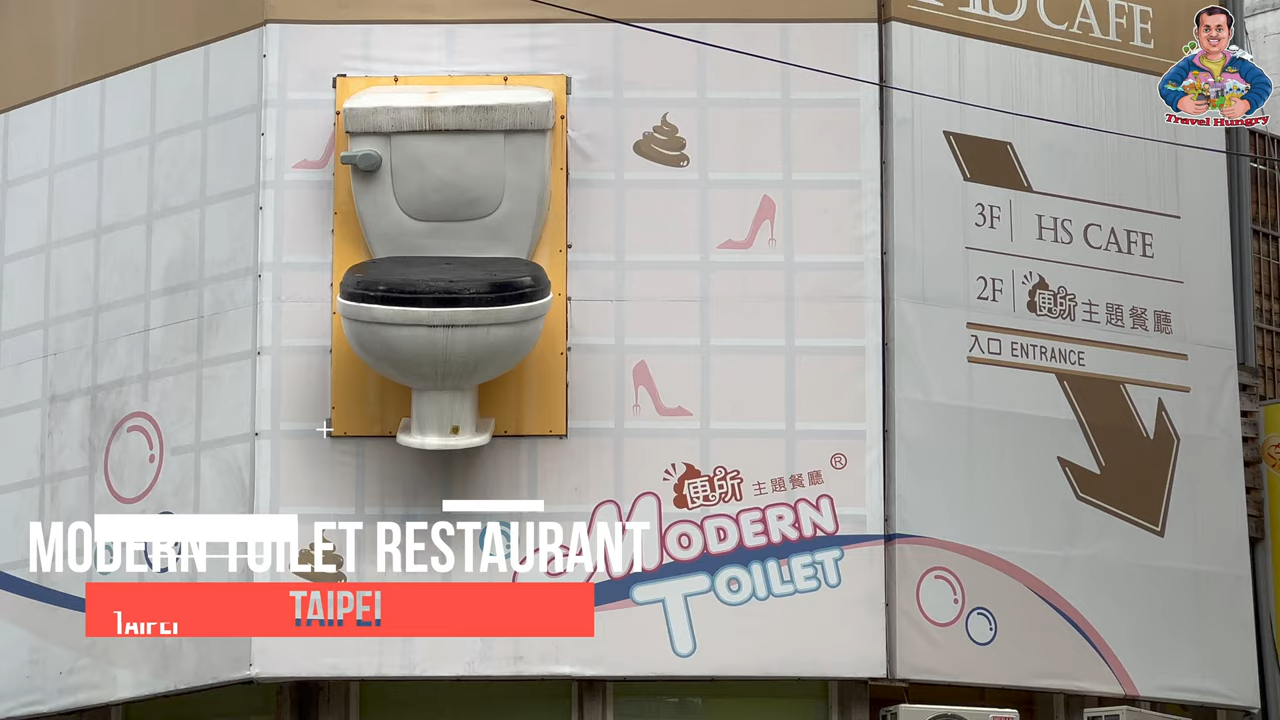 HS CAFE
Travel Hungry
3F HS CAFE
2F 便所 主題餐廳
入口 ENTRANCE
便所 主題餐廳 ®
MODERN
TOILET
MODERN TOILET RESTAURANT
TAIPEI